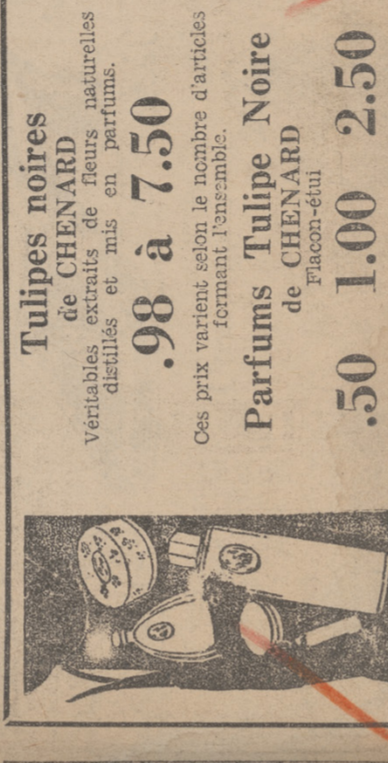 Tulipes noires
de CHENARD
Véritables extraits de fleurs naturelles
distillés et mis en parfums.
.98 à 7.50
Ces prix varient selon le nombre d'articles
formant l'ensemble.
Parfums Tulipe Noire
de CHENARD
Flacon-étui
.50 1.00 2.50